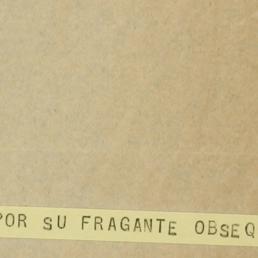 POR SU FRAGANTE OBSEQ